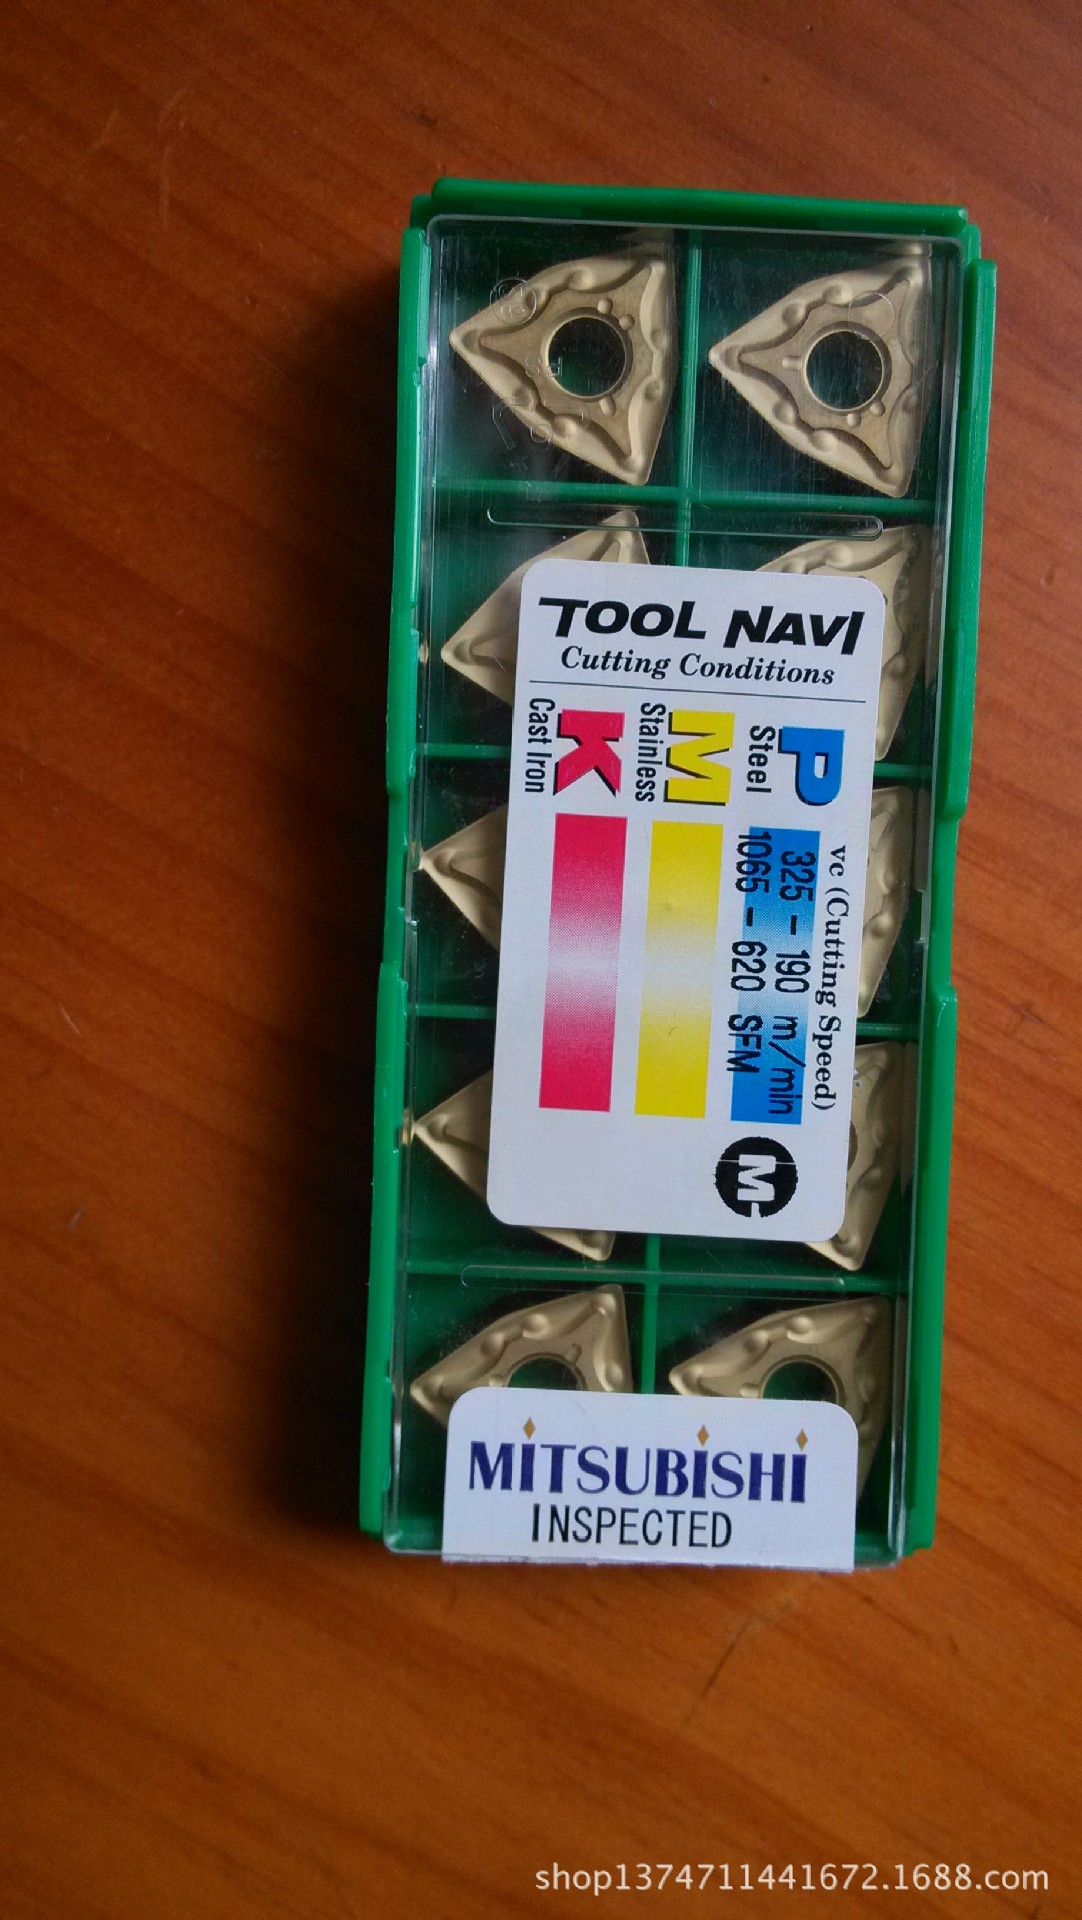 TOOL NAVI
Cutting Conditions
vc (Cutting Speed)
P
Steel
325 - 190 m/min
1065 - 620 SFM
M
Stainless
K
Cast Iron
M
MITSUBISHI
INSPECTED
shop1374711441672.1688.com